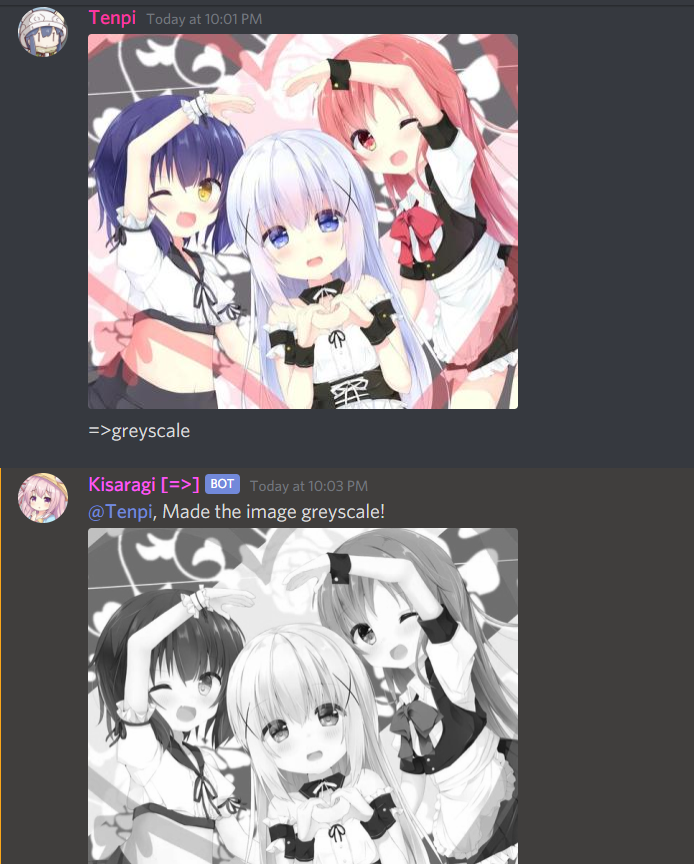 Tenpi Today at 10:01 PM
=>greyscale
Kisaragi [=>] BOT Today at 10:03 PM
@Tenpi, Made the image greyscale!